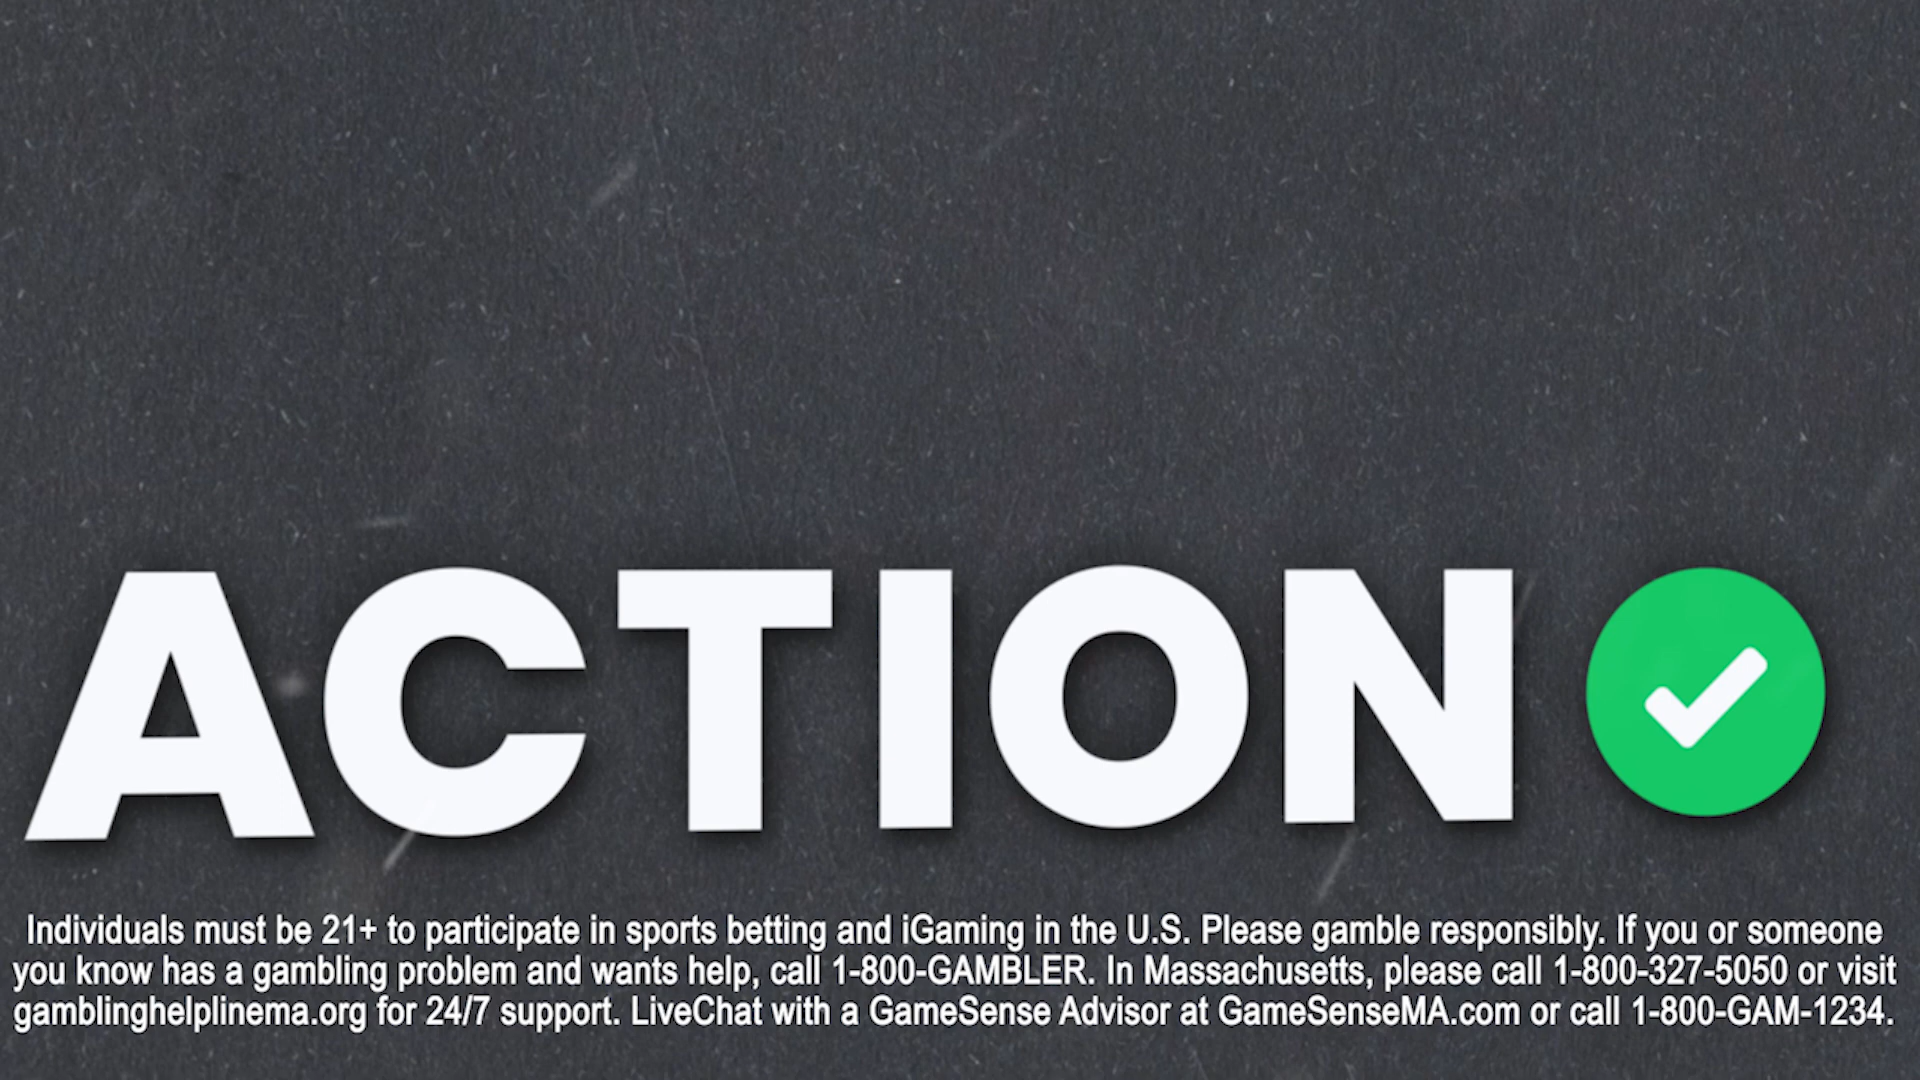 ACTION
Individuals must be 21+ to participate in sports betting and iGaming in the U.S. Please gamble responsibly. If you or someone
you know has a gambling problem and wants help, call 1-800-GAMBLER. In Massachusetts, please call 1-800-327-5050 or visit
gamblinghelplinema.org for 24/7 support. LiveChat with a GameSense Advisor at GameSenseMA.com or call 1-800-GAM-1234.